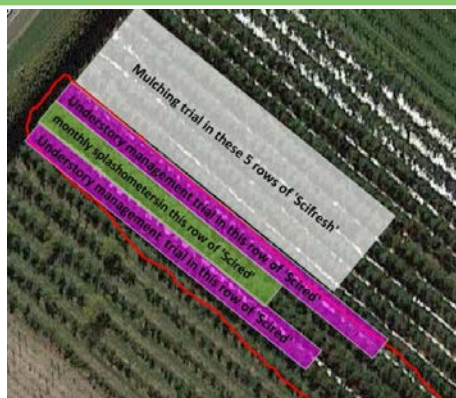 Mulching trial in these 5 rows of 'Scifresh'
Understory management trial in this row of 'Scired'
monthly splashometersin this row of 'Scired'
Understory management trial in this row of 'Scired'